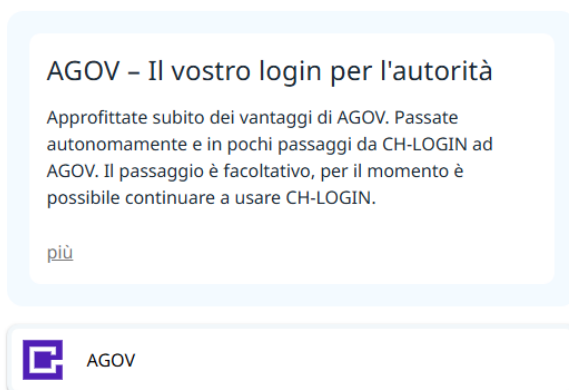 AGOV – Il vostro login per l'autorità
Approfittate subito dei vantaggi di AGOV. Passate
autonomamente e in pochi passaggi da CH-LOGIN ad
AGOV. Il passaggio è facoltativo, per il momento è
possibile continuare a usare CH-LOGIN.
più
AGOV